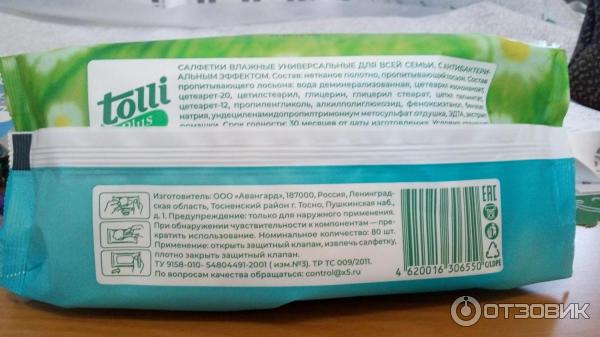 САЛФЕТКИ ВЛАЖНЫЕ УНИВЕРСАЛЬНЫЕ ДЛЯ ВСЕЙ СЕМЬИ, С АНТИБАКТЕРИ-
АЛЬНЫМ ЭФФЕКТОМ. Состав: нетканое полотно, пропитывающий лосьон. Состав
пропитывающего лосьона: вода деминерализованная, цетеарил изононаноат,
цетеарет-20, цетилстеарил, глицерин, глицерил стеарат, цетил пальмитат,
цетеарет-12, пропиленгликоль, алкилполиглюкозид, феноксиэтанол,
натрия, ундециленамидопропилтримониум метосульфат отдушка, ЭДТА, экстракт
ромашки. Срок годности: 30 месяцев от даты изготовления. Условия
tolli
Plus
Изготовитель: ООО «Авангард», 187000, Россия, Ленинград-
ская область, Тосненский район г. Тосно, Пушкинская наб.,
д. 1. Предупреждение: только для наружного применения.
При обнаружении чувствительности к компонентам — пре-
кратить использование. Номинальное количество: 80 шт.
Применение: открыть защитный клапан, извлечь салфетку,
плотно закрыть защитный клапан.
ТУ 9158-010- 54804491-2001 ( изм.№3). ТР ТС 009/2011.
По вопросам качества обращаться: control@x5.ru
4 620016 306550
EAC
C/LDPE
ОТЗОВИК